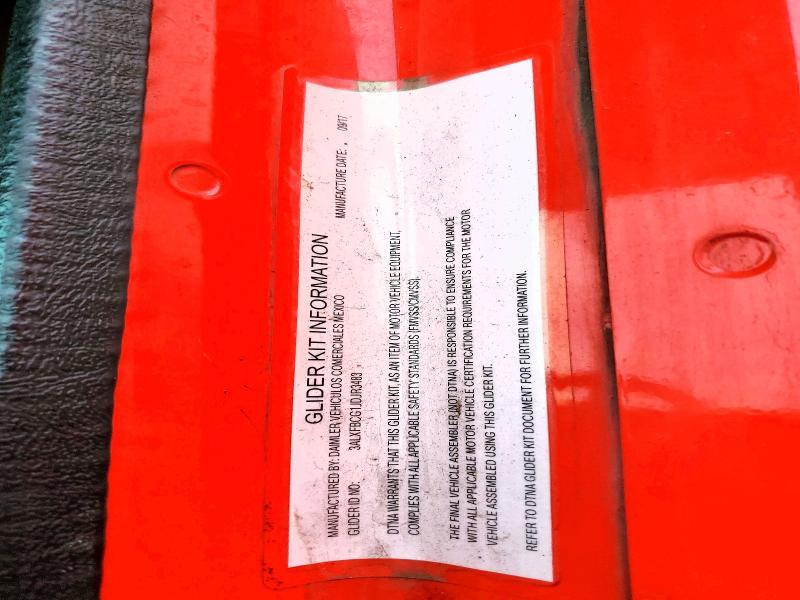 GLIDER KIT INFORMATION
MANUFACTURED BY: DAIMLER VEHICULOS COMERCIALES MEXICO MANUFACTURE DATE: , 09/17
GLIDER ID NO: 3ALXFBCG1JDJR3483 ,
DTNA WARRANTS THAT THIS GLIDER KIT, AS AN ITEM OF MOTOR VEHICLE EQUIPMENT,
COMPLIES WITH ALL APPLICABLE SAFETY STANDARDS (FMVSS/CMVSS).
THE FINAL VEHICLE ASSEMBLER (NOT DTNA) IS RESPONSIBLE TO ENSURE COMPLIANCE
WITH ALL APPLICABLE MOTOR VEHICLE CERTIFICATION REQUIREMENTS FOR THE MOTOR
VEHICLE ASSEMBLED USING THIS GLIDER KIT.
REFER TO DTNA GLIDER KIT DOCUMENT FOR FURTHER INFORMATION.